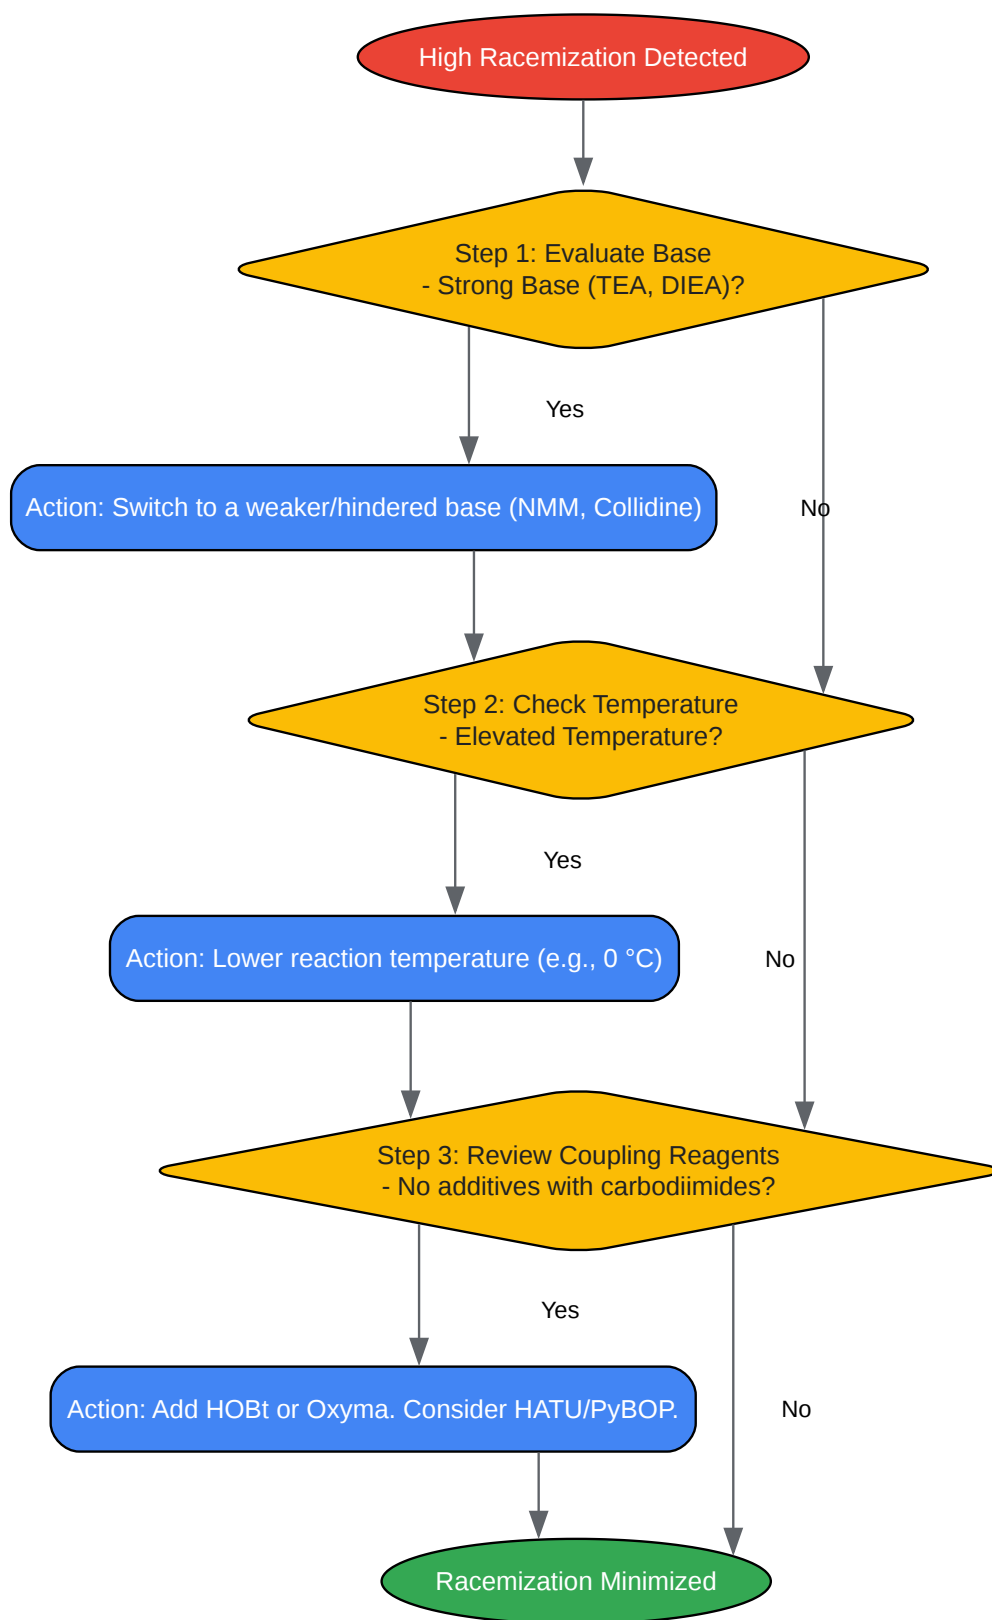 High Racemization Detected
Step 1: Evaluate Base
- Strong Base (TEA, DIEA)?
Yes
Action: Switch to a weaker/hindered base (NMM, Collidine)
No
Step 2: Check Temperature
- Elevated Temperature?
Yes
Action: Lower reaction temperature (e.g., 0 °C)
No
Step 3: Review Coupling Reagents
- No additives with carbodiimides?
Yes
Action: Add HOBt or Oxyma. Consider HATU/PyBOP.
No
Racemization Minimized